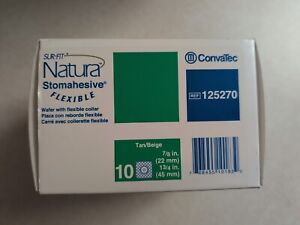 SUR-FIT®
Natura®
Stomahesive®
FLEXIBLE
Wafer with flexible collar
Placa con reborde flexible
Carré avec collerette flexible
ConvaTec
REF 125270
Tan/Beige
10
7/8 in.
(22 mm)
1 3/4 in.
(45 mm)